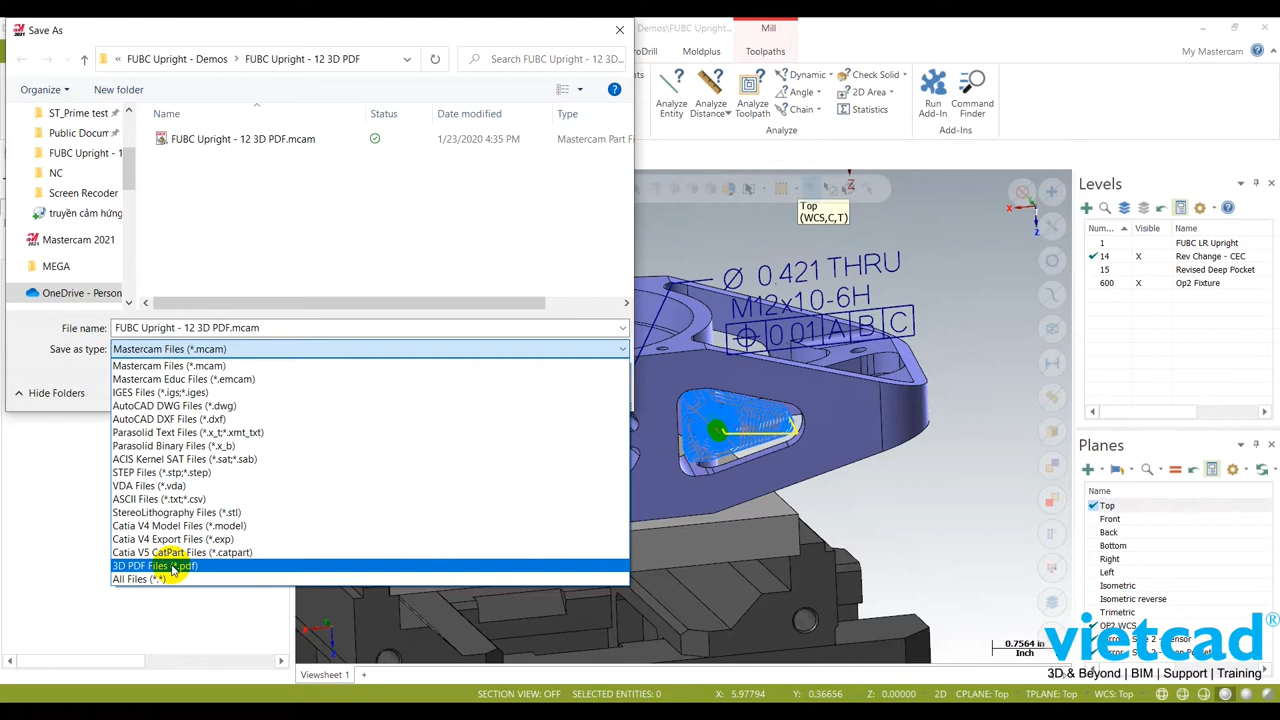 Save As
FUBC Upright - Demos > FUBC Upright - 12 3D PDF
Search FUBC Upright - 12 3D...
Organize
New folder
Name
Status
Date modified
Type
ST_Prime test
Public Docum
FUBC Upright - 1
NC
Screen Recoder
truyền cảm hứng
Mastercam 2021
MEGA
OneDrive - Person
FUBC Upright - 12 3D PDF.mcam
1/23/2020 4:35 PM
Mastercam Part Fi
File name:
FUBC Upright - 12 3D PDF.mcam
Save as type:
Mastercam Files (*.mcam)
Hide Folders
Mastercam Files (*.mcam)
Mastercam Educ Files (*.emcam)
IGES Files (*.igs;*.iges)
AutoCAD DWG Files (*.dwg)
AutoCAD DXF Files (*.dxf)
Parasolid Text Files (*.x_t;*.xmt_txt)
Parasolid Binary Files (*.x_b)
ACIS Kernel SAT Files (*.sat;*.sab)
STEP Files (*.stp;*.step)
VDA Files (*.vda)
ASCII Files (*.txt;*.csv)
StereoLithography Files (*.stl)
Catia V4 Model Files (*.model)
Catia V4 Export Files (*.exp)
Catia V5 CatPart Files (*.catpart)
3D PDF Files (*.pdf)
All Files (*.*)
Demos\FUBC Upright...
Mill
Drill
Moldplus
Toolpaths
My Mastercam
Analyze Entity
Analyze Distance
Analyze Toolpath
Dynamic
Angle
Chain
Check Solid
2D Area
Statistics
Analyze
Run Add-In
Command Finder
Add-Ins
Z
Top
(WCS,C,T)
X
Z
Ø 0.421 THRU
M12x1.0-6H
0.01 A B C
Levels
Num...
Visible
Name
1 FUBC LR Upright
14 X Rev Change - CEC
15 Revised Deep Pocket
600 X Op2 Fixture
Planes
Name
Top
Front
Back
Bottom
Right
Left
Isometric
Isometric reverse
Trimetric
OP2 WCS
vietcad®
3D & Beyond | BIM | Support | Training
0.7564 in
Inch
X
Z
Viewsheet 1
+
SECTION VIEW: OFF SELECTED ENTITIES: 0 X: 5.97794 Y: 0.36656 Z: 0.00000 2D CPLANE: Top TPLANE: Top WCS: Top